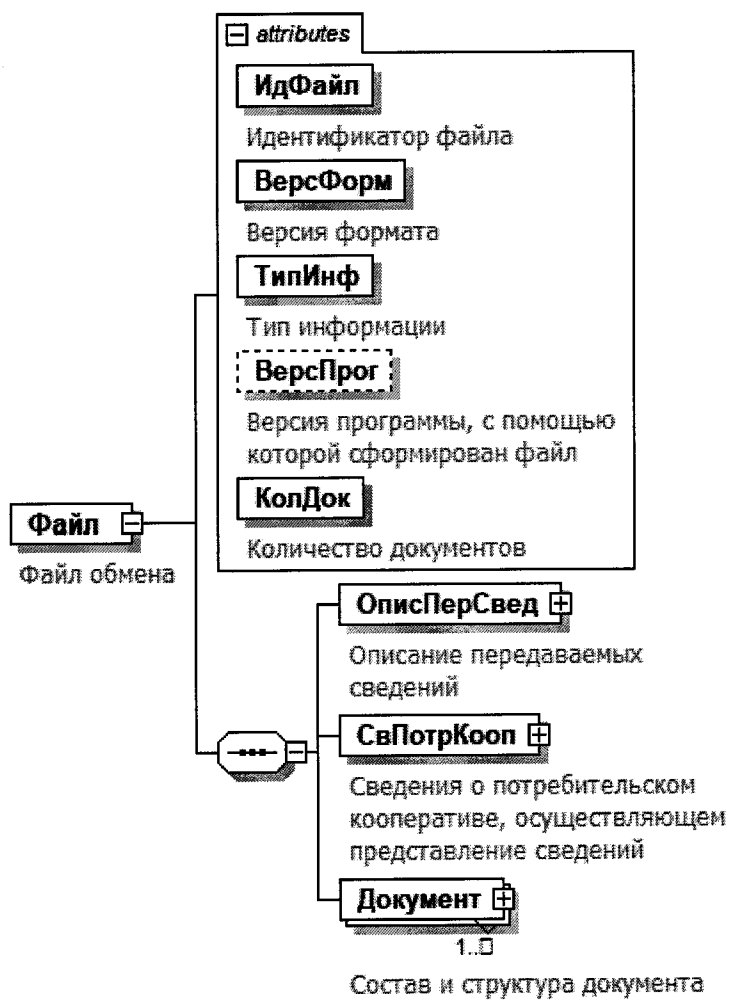 attributes
ИдФайл
Идентификатор файла
ВерсФорм
Версия формата
ТипИнф
Тип информации
ВерсПрог
Версия программы, с помощью
которой сформирован файл
КолДок
Количество документов
Файл
Файл обмена
ОписПерСвед
Описание передаваемых
сведений
СвПотрКооп
Сведения о потребительском
кооперативе, осуществляющем
представление сведений
Документ
1..□
Состав и структура документа